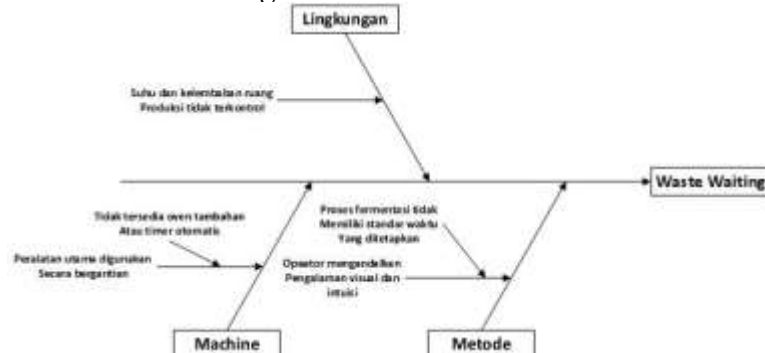 Lingkungan
Suhu dan kelembaban ruang
Produksi tidak terkontrol
Waste Waiting
Tidak tersedia oven tambahan
Atau timer otomatis
Peralatan utama digunakan
Secara bergantian
Proses fermentasi tidak
Memiliki standar waktu
Yang ditetapkan
Opeator mengandalkan
Pengalaman visual dan
intuisi
Machine
Metode